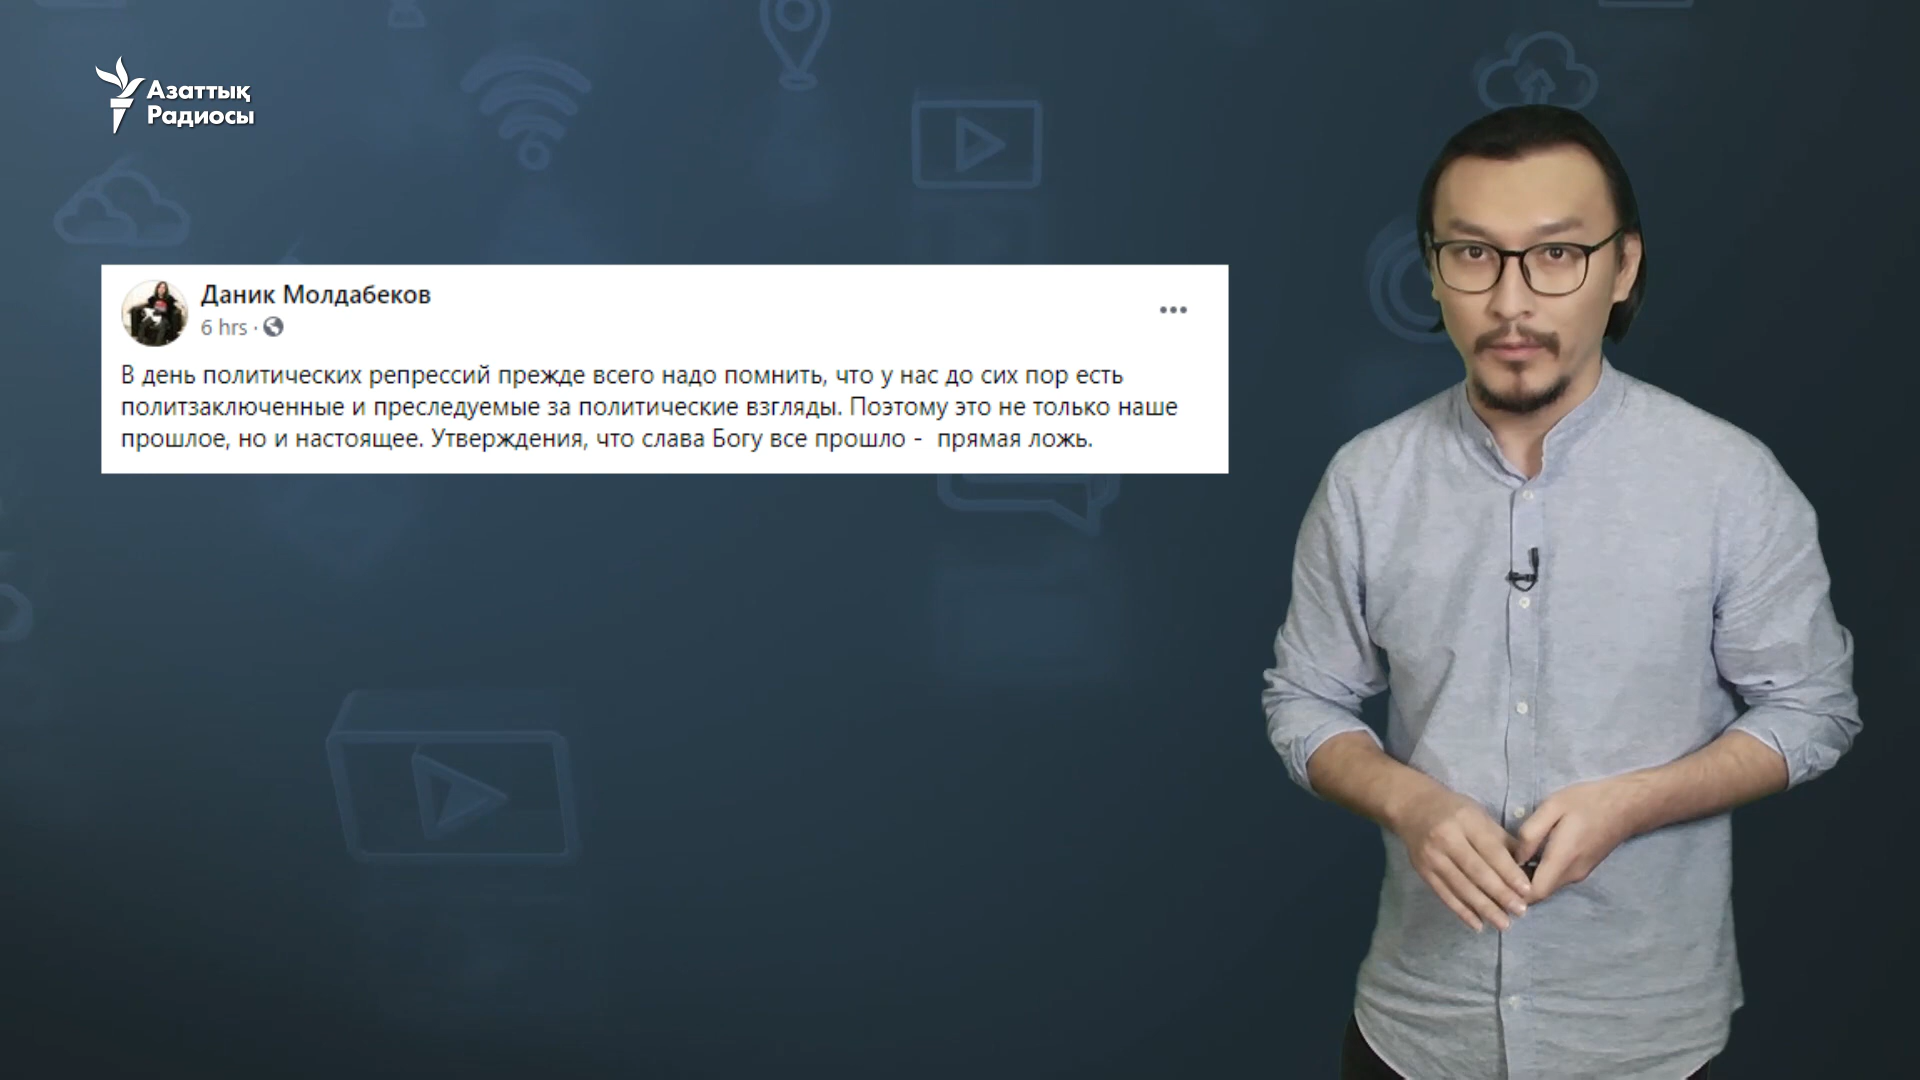 Азаттық
Радиосы
Даник Молдабеков
6 hrs ·
В день политических репрессий прежде всего надо помнить, что у нас до сих пор есть
политзаключенные и преследуемые за политические взгляды. Поэтому это не только наше
прошлое, но и настоящее. Утверждения, что слава Богу все прошло - прямая ложь.